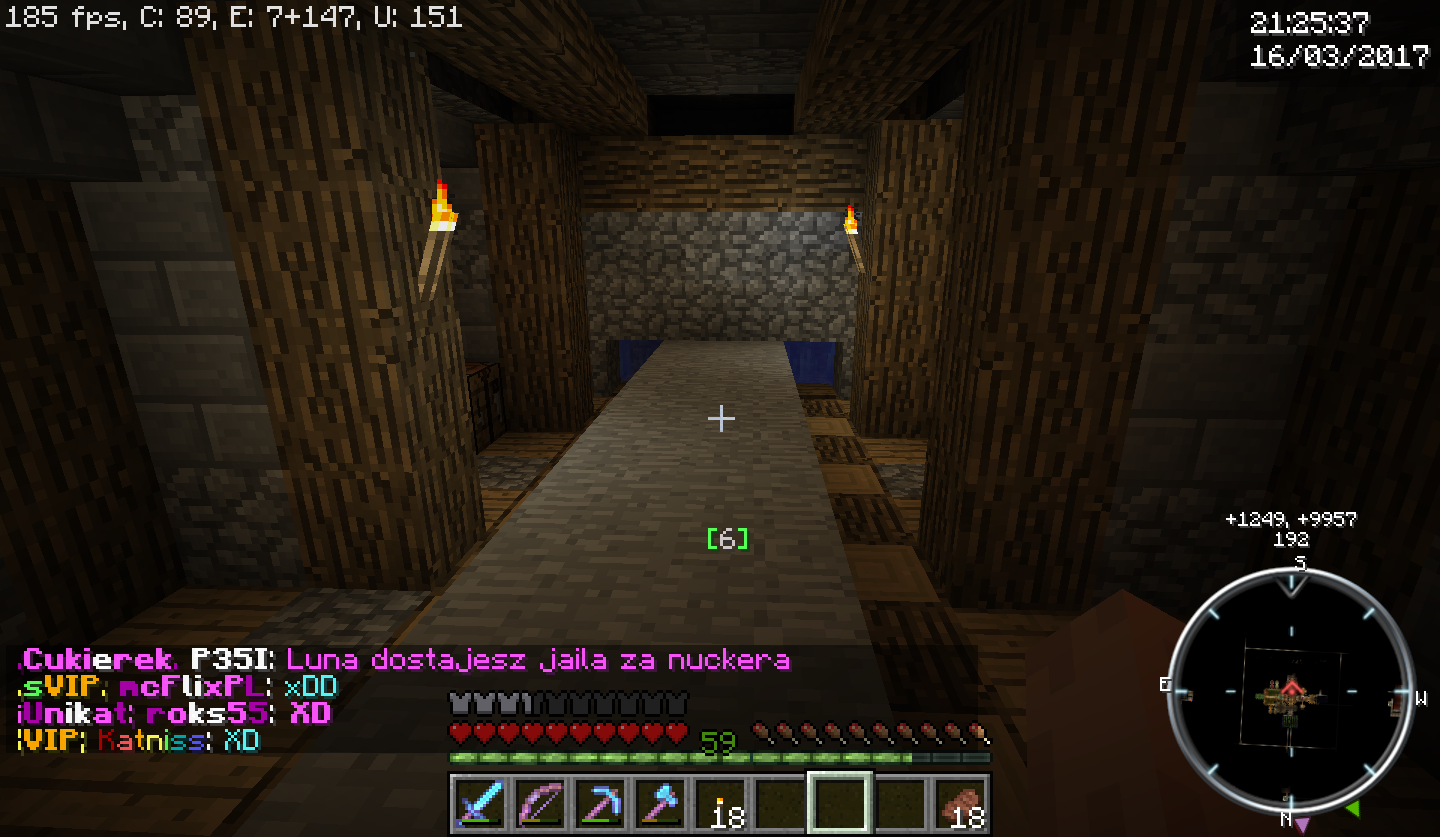 185 fps, C: 89, E: 7+147, U: 151
21:25:37
16/03/2017
[6]
+1249, +9957
192
S
E
W
N
.Cukierek. P35I: Luna dostajesz jaila za nuckera
sVIP: mcFlixPL: xDD
Unikat: roks55: XD
VIP: Katniss: XD
59
18
18